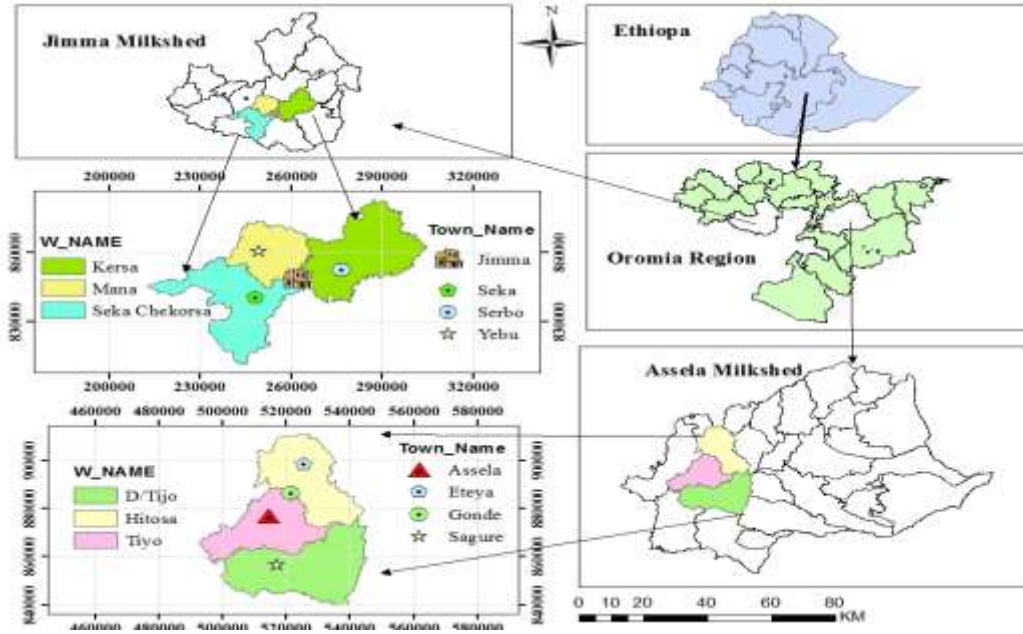 Jimma Milkshed
N
Ethiopa
Oromia Region
200000 230000 260000 290000 320000
W_NAME
Kersa
Mana
Seka Chekorsa
Town_Name
Jimma
Seka
Serbo
Yebu
860000
830000
860000
830000
200000 230000 260000 290000 320000
Assela Milkshed
460000 480000 500000 520000 540000 560000 580000
W_NAME
D/Tijo
Hitosa
Tiyo
Town_Name
Assela
Eteya
Gonde
Sagure
900000
880000
860000
840000
900000
880000
860000
840000
460000 480000 500000 520000 540000 560000 580000
0 10 20 40 60 80
KM